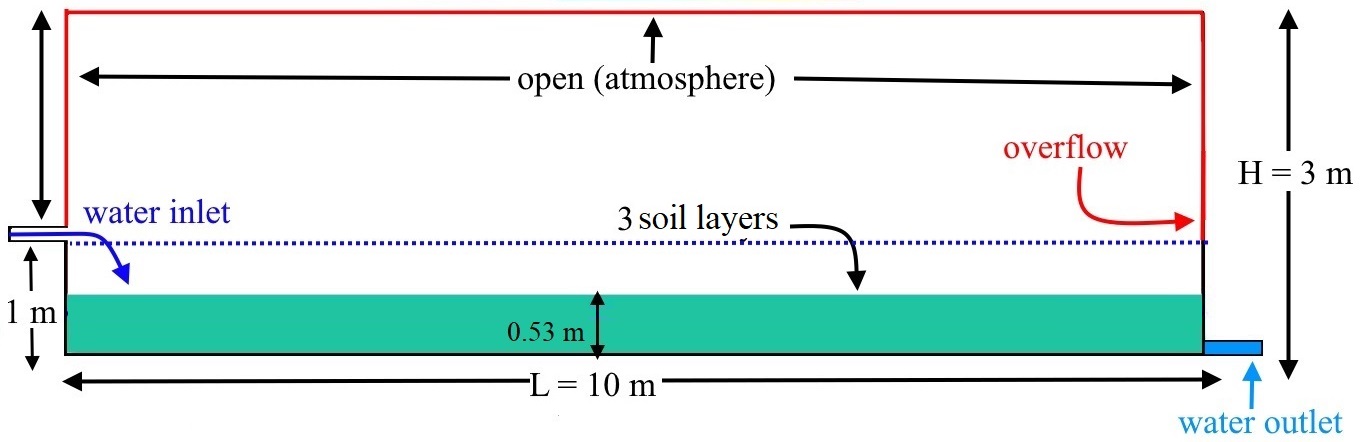 open (atmosphere)
overflow
H = 3 m
water inlet
3 soil layers
1 m
0.53 m
L = 10 m
water outlet